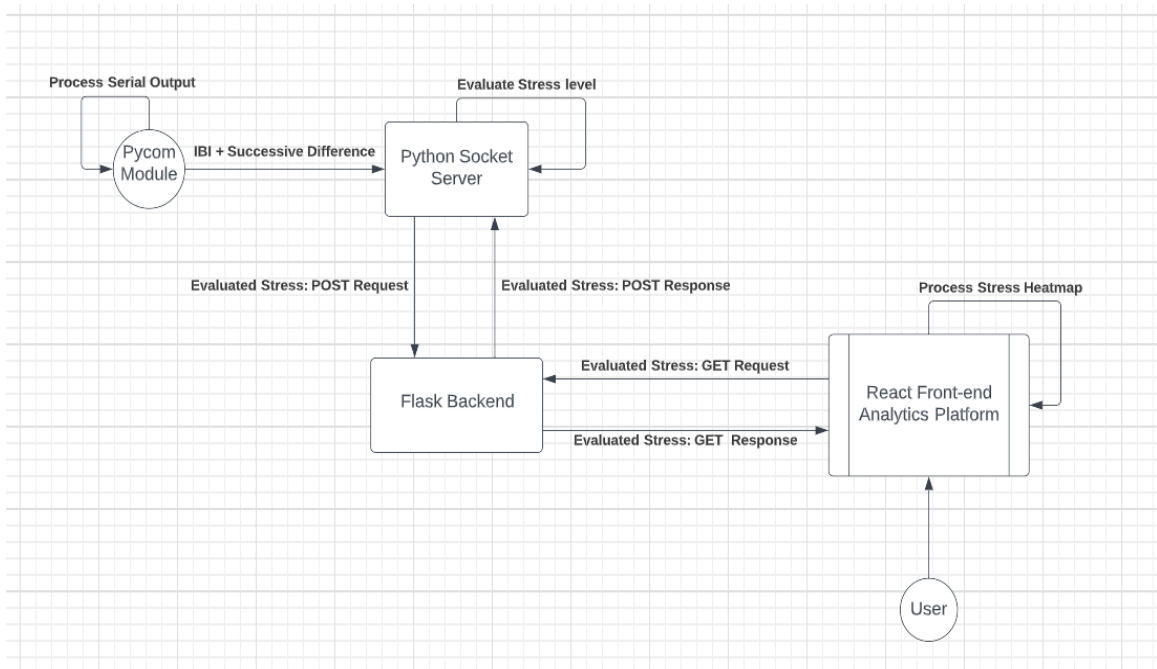 Process Serial Output
Evaluate Stress level
Pycom
Module
IBI + Successive Difference
Python Socket
Server
Evaluated Stress: POST Request
Evaluated Stress: POST Response
Process Stress Heatmap
Evaluated Stress: GET Request
Flask Backend
React Front-end
Analytics Platform
Evaluated Stress: GET Response
User